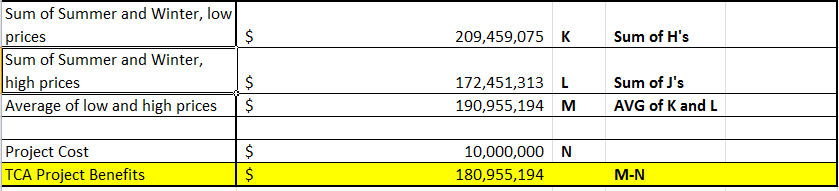 Sum of Summer and Winter, low
prices $ 209,459,075 K Sum of H's
Sum of Summer and Winter,
high prices $ 172,451,313 L Sum of J's
Average of low and high prices $ 190,955,194 M AVG of K and L
Project Cost $ 10,000,000 N
TCA Project Benefits $ 180,955,194 M-N